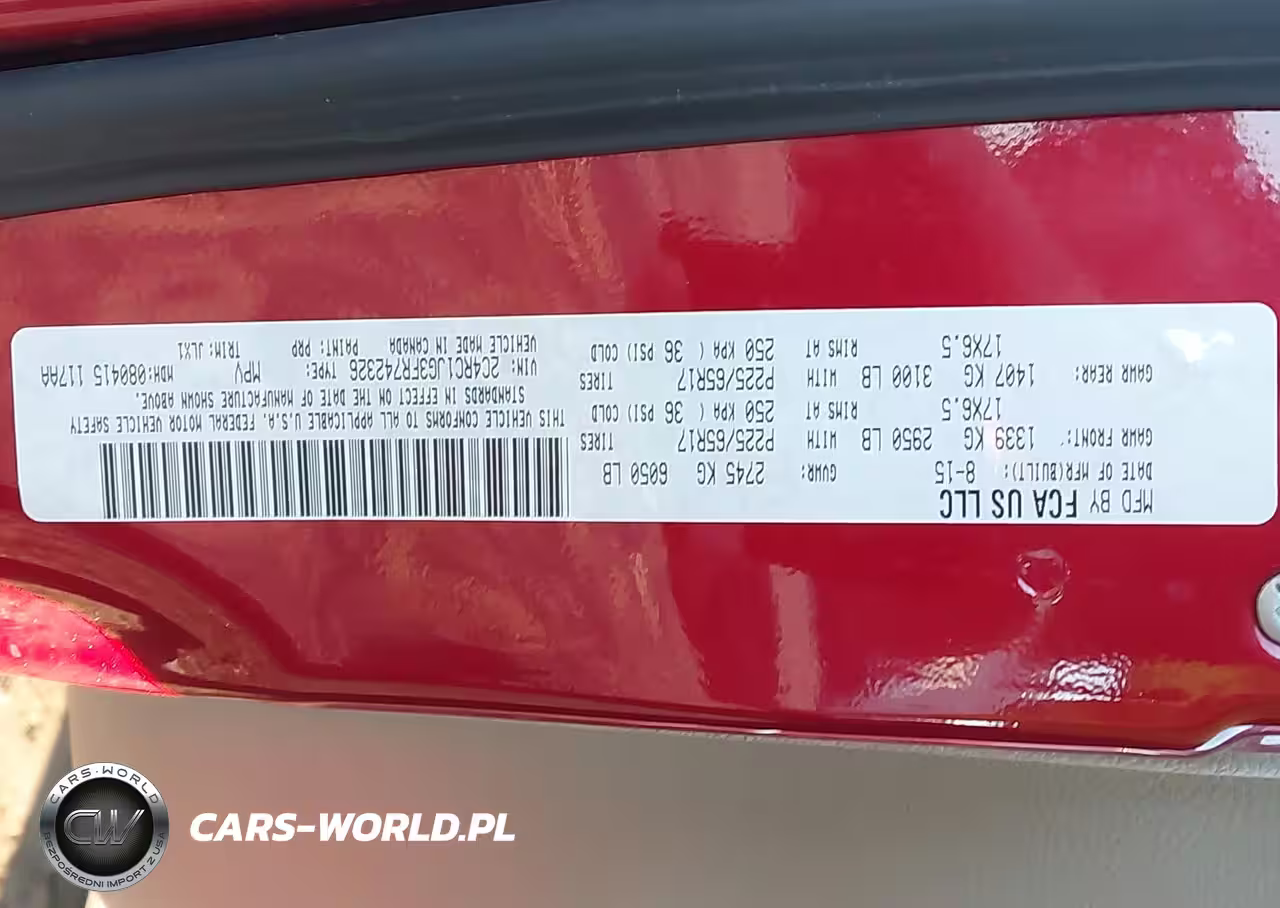 MFD BY FCA US LLC
DATE OF MFR(BUILT): 8-15 GVWR: 2745 KG 6050 LB
GAWR FRONT: 1339 KG 2950 LB WITH P225/65R17 TIRES
17X6.5 RIMS AT 250 KPA ( 36 PSI) COLD
GAWR REAR: 1407 KG 3100 LB WITH P225/65R17 TIRES
17X6.5 RIMS AT 250 KPA ( 36 PSI) COLD
THIS VEHICLE CONFORMS TO ALL APPLICABLE U.S.A. FEDERAL MOTOR VEHICLE SAFETY
STANDARDS IN EFFECT ON THE DATE OF MANUFACTURE SHOWN ABOVE.
VIN: 2C4RC1JG3FR742326 TYPE: MPV MDH:080415 117AA
VEHICLE MADE IN CANADA PAINT: PRP TRIM: JLX1
CARS-WORLD
CW
BEZPOŚREDNI IMPORT Z USA
CARS-WORLD.PL